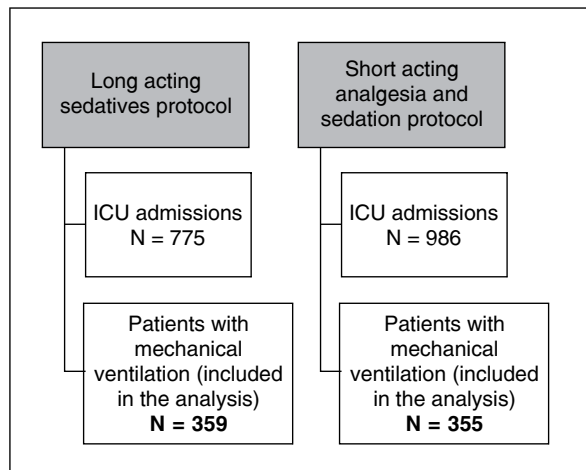 Long acting
sedatives protocol
ICU admissions
N = 775
Patients with
mechanical
ventilation (included
in the analysis)
N = 359
Short acting
analgesia and
sedation protocol
ICU admissions
N = 986
Patients with
mechanical
ventilation (included
in the analysis)
N = 355